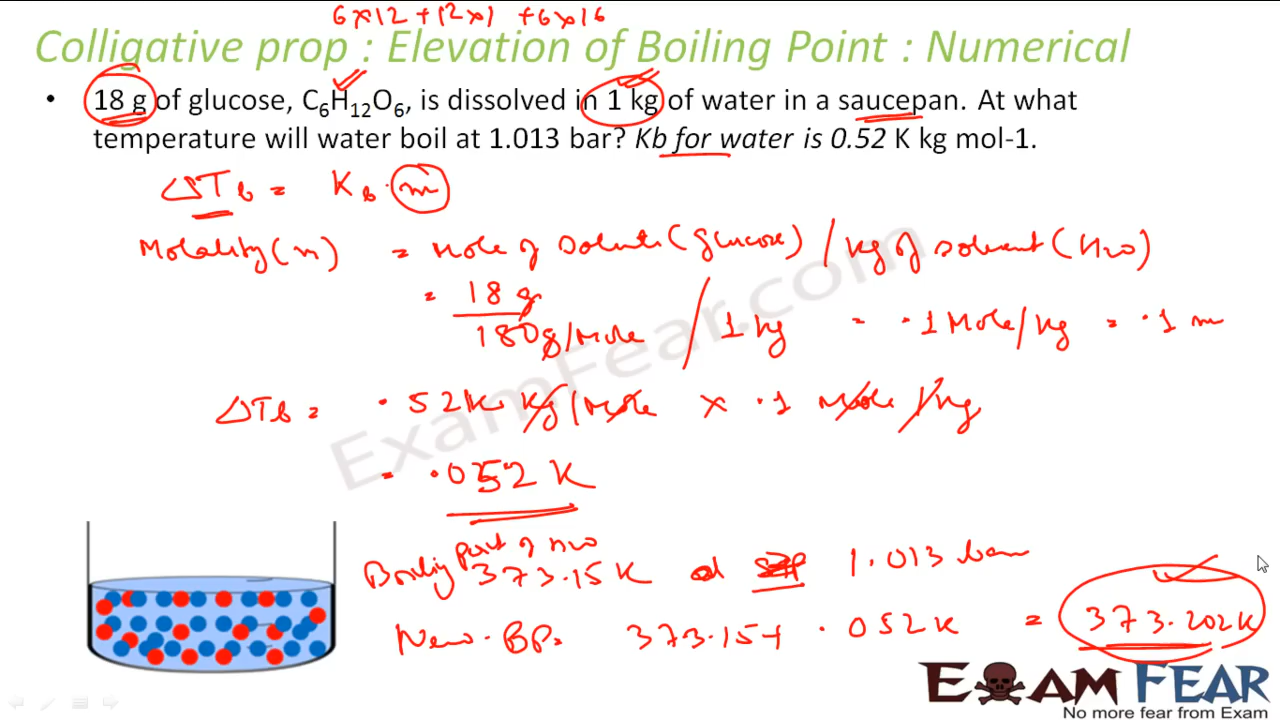 6×12 + 12×1 + 6×16
Colligative prop : Elevation of Boiling Point : Numerical
• 18 g of glucose, C₆H₁₂O₆, is dissolved in 1 kg of water in a saucepan. At what
temperature will water boil at 1.013 bar? Kb for water is 0.52 K kg mol-1.
ΔTb = Kb . m
Molality (m) = Mole of solute (glucose) / kg of solvent (H₂O)
= 18 g / 180 g/mole / 1 kg = .1 Mole/kg = .1 m
ΔTb = .52 K kg/mole × .1 mole/kg
= .052 K
Boiling point of H₂O 373.15 K at 1.013 bar
New BP = 373.15 + .052 K = 373.202 K
ExamFear.com
EXAM FEAR
No more fear from Exam